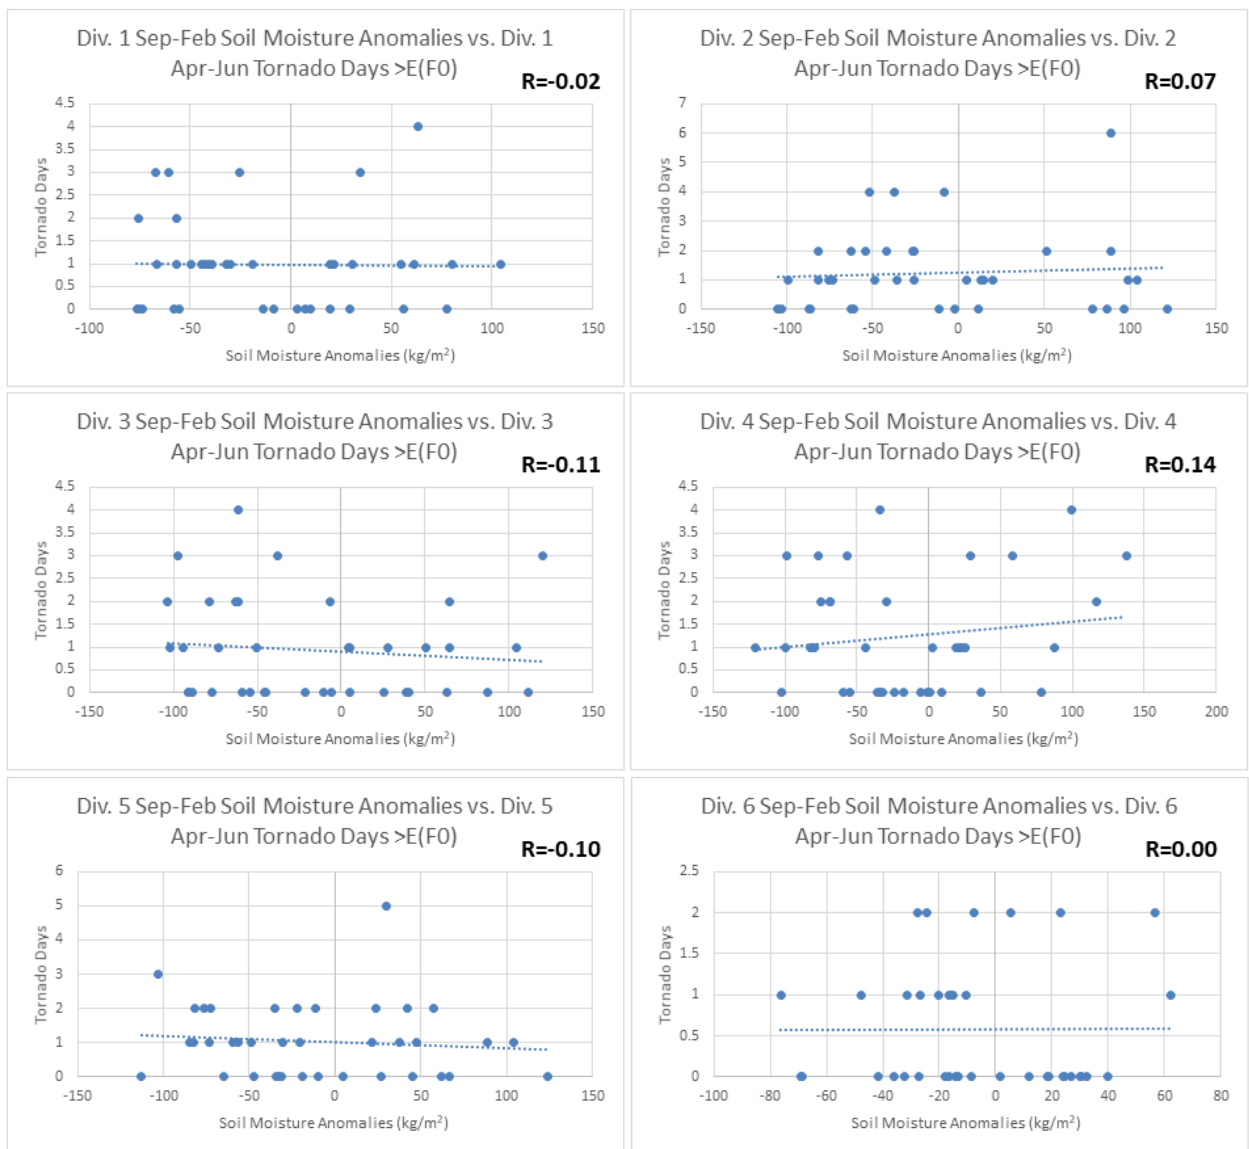 Div. 1 Sep-Feb Soil Moisture Anomalies vs. Div. 1
Apr-Jun Tornado Days >E(F0)
R=-0.02
4.5
4
3.5
3
2.5
2
1.5
1
0.5
0
Tornado Days
-100 -50 0 50 100 150
Soil Moisture Anomalies (kg/m²)
Div. 2 Sep-Feb Soil Moisture Anomalies vs. Div. 2
Apr-Jun Tornado Days >E(F0)
R=0.07
7
6
5
4
3
2
1
0
Tornado Days
-150 -100 -50 0 50 100 150
Soil Moisture Anomalies (kg/m²)
Div. 3 Sep-Feb Soil Moisture Anomalies vs. Div. 3
Apr-Jun Tornado Days >E(F0)
R=-0.11
4.5
4
3.5
3
2.5
2
1.5
1
0.5
0
Tornado Days
-150 -100 -50 0 50 100 150
Soil Moisture Anomalies (kg/m²)
Div. 4 Sep-Feb Soil Moisture Anomalies vs. Div. 4
Apr-Jun Tornado Days >E(F0)
R=0.14
4.5
4
3.5
3
2.5
2
1.5
1
0.5
0
Tornado Days
-150 -100 -50 0 50 100 150 200
Soil Moisture Anomalies (kg/m²)
Div. 5 Sep-Feb Soil Moisture Anomalies vs. Div. 5
Apr-Jun Tornado Days >E(F0)
R=-0.10
6
5
4
3
2
1
0
Tornado Days
-150 -100 -50 0 50 100 150
Soil Moisture Anomalies (kg/m²)
Div. 6 Sep-Feb Soil Moisture Anomalies vs. Div. 6
Apr-Jun Tornado Days >E(F0)
R=0.00
2.5
2
1.5
1
0.5
0
Tornado Days
-100 -80 -60 -40 -20 0 20 40 60 80
Soil Moisture Anomalies (kg/m²)